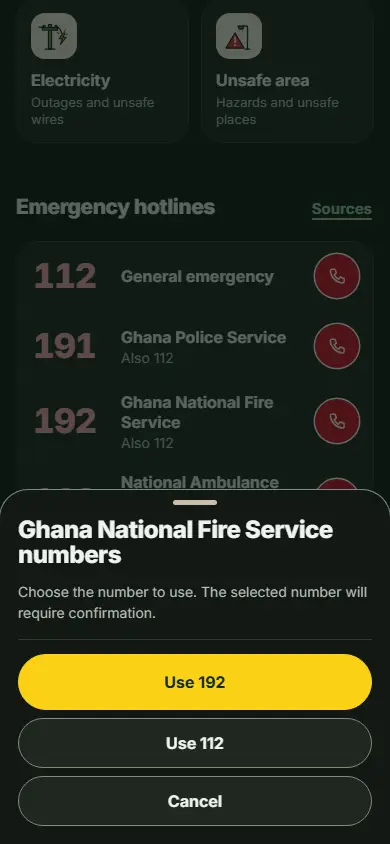 Electricity
Outages and unsafe
wires
Unsafe area
Hazards and unsafe
places
Emergency hotlines
Sources
112
General emergency
191
Ghana Police Service
Also 112
192
Ghana National Fire
Service
Also 112
National Ambulance
Ghana National Fire Service
numbers
Choose the number to use. The selected number will
require confirmation.
Use 192
Use 112
Cancel